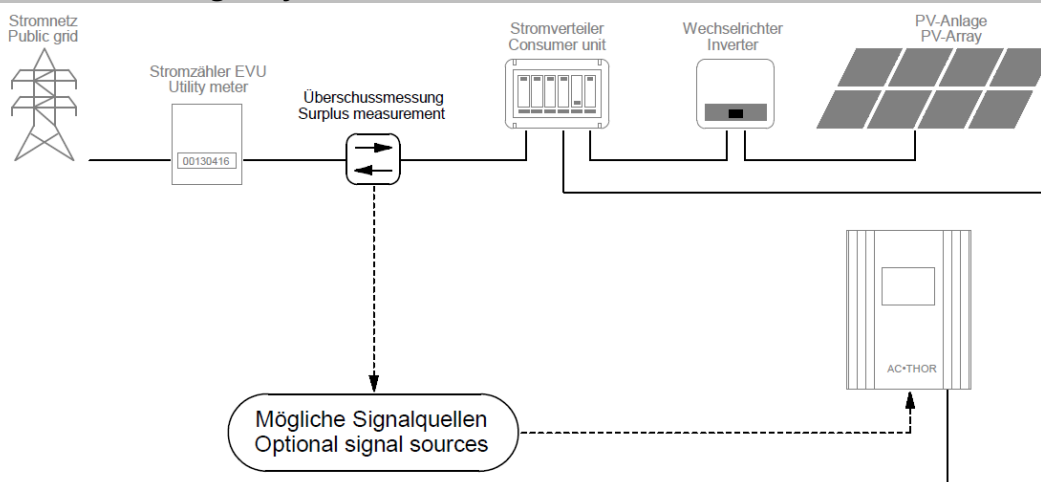 Stromnetz
Public grid
Stromzähler EVU
Utility meter
00130416
Überschussmessung
Surplus measurement
Stromverteiler
Consumer unit
Wechselrichter
Inverter
PV-Anlage
PV-Array
AC•THOR
Mögliche Signalquellen
Optional signal sources